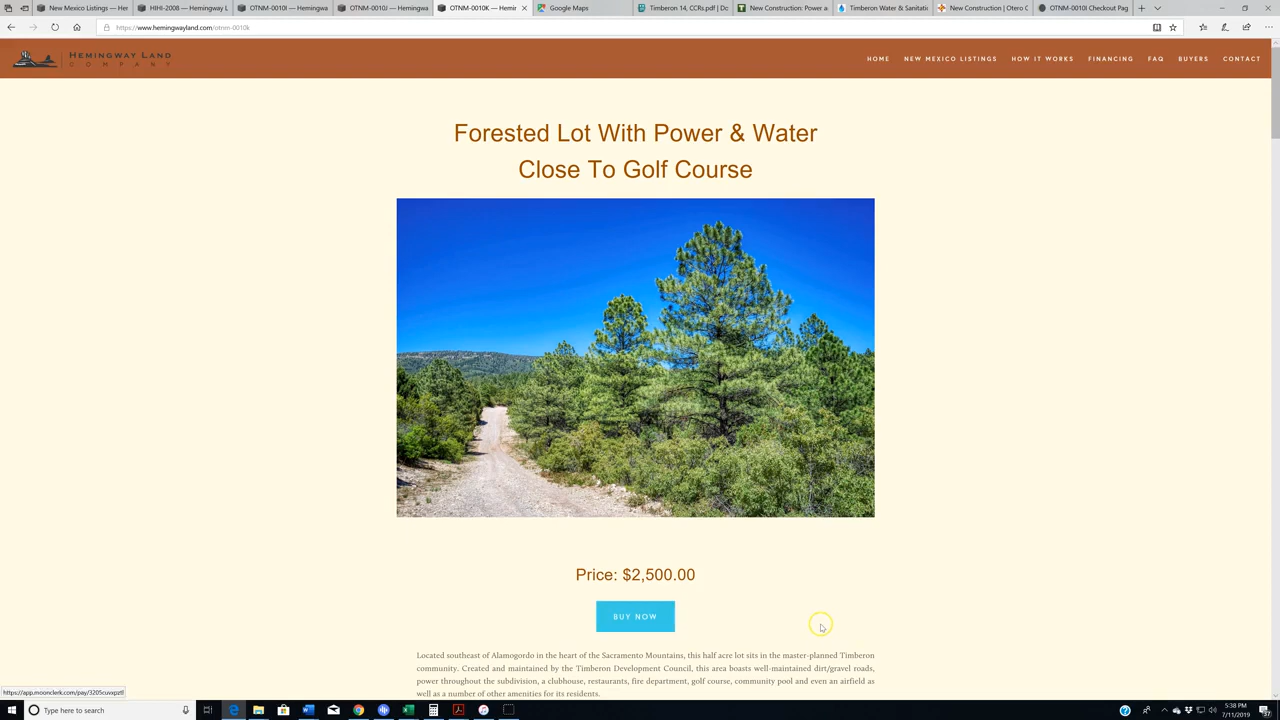 New Mexico Listings — Her
HIHI-2008 — Hemingway L
OTNM-0010I — Hemingwa
OTNM-0010J — Hemingwa
OTNM-0010K — Hemin
Google Maps
Timberon 14, CCRs.pdf | Dc
New Construction: Power a
Timberon Water & Sanitati
New Construction | Otero C
OTNM-0010I Checkout Pag
https://www.hemingwayland.com/otnm-0010k
HEMINGWAY LAND
COMPANY
HOME NEW MEXICO LISTINGS HOW IT WORKS FINANCING FAQ BUYERS CONTACT
Forested Lot With Power & Water
Close To Golf Course
Price: $2,500.00
BUY NOW
Located southeast of Alamogordo in the heart of the Sacramento Mountains, this half acre lot sits in the master-planned Timberon
community. Created and maintained by the Timberon Development Council, this area boasts well-maintained dirt/gravel roads,
power throughout the subdivision, a clubhouse, restaurants, fire department, golf course, community pool and even an airfield as
well as a number of other amenities for its residents.
Type here to search
5:38 PM
7/11/2019